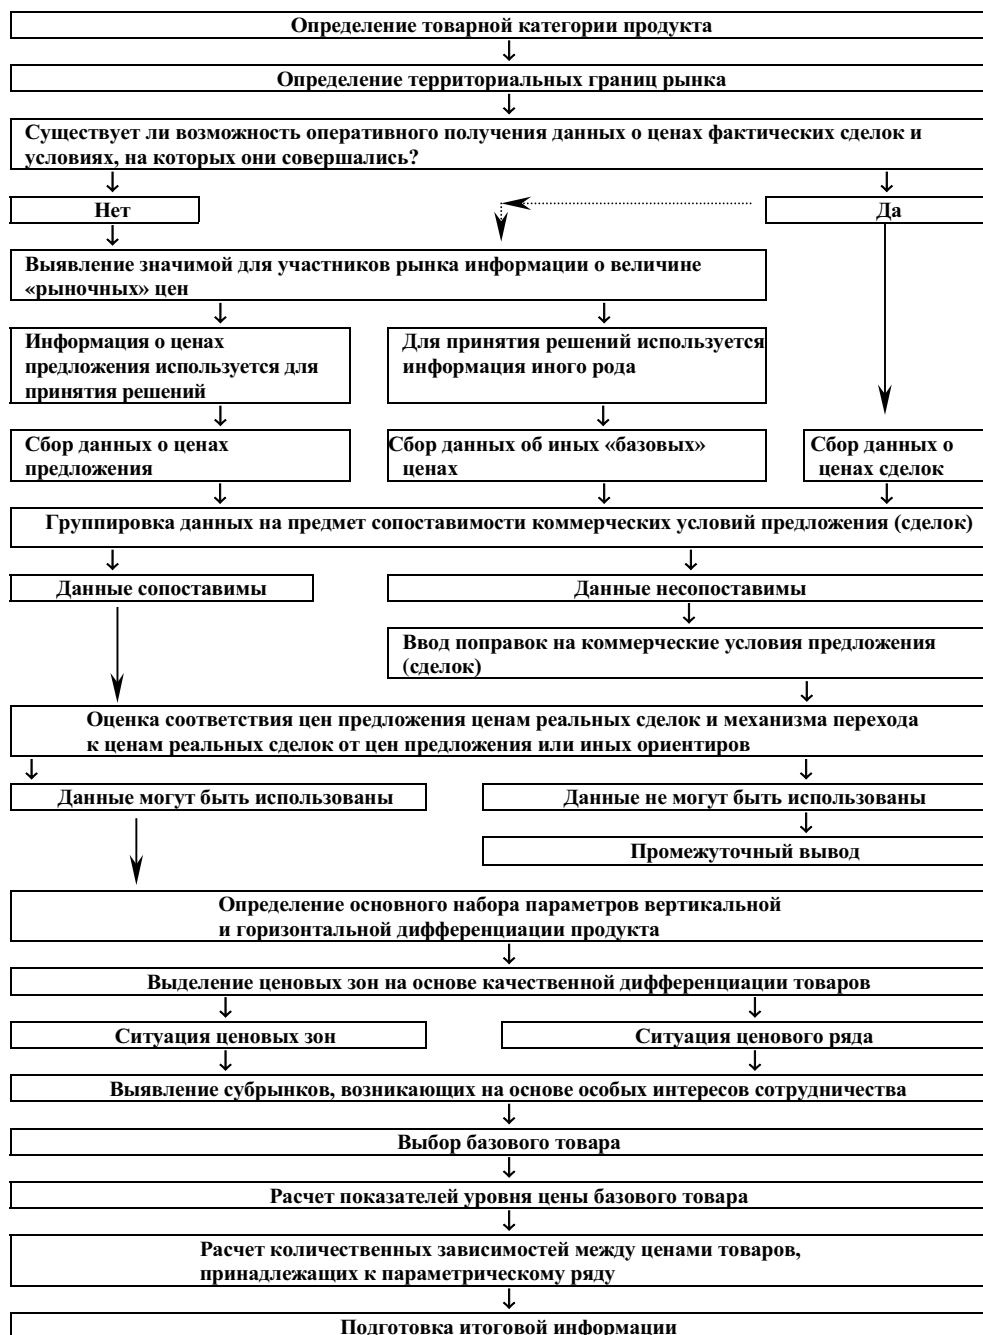 Определение товарной категории продукта
Определение территориальных границ рынка
Существует ли возможность оперативного получения данных о ценах фактических сделок и
условиях, на которых они совершались?
Нет
Да
Выявление значимой для участников рынка информации о величине
«рыночных» цен
Информация о ценах
предложения используется для
принятия решений
Для принятия решений используется
информация иного рода
Сбор данных о ценах
предложения
Сбор данных об иных «базовых»
ценах
Сбор данных о
ценах сделок
Группировка данных на предмет сопоставимости коммерческих условий предложения (сделок)
Данные сопоставимы
Данные несопоставимы
Ввод поправок на коммерческие условия предложения
(сделок)
Оценка соответствия цен предложения ценам реальных сделок и механизма перехода
к ценам реальных сделок от цен предложения или иных ориентиров
Данные могут быть использованы
Данные не могут быть использованы
Промежуточный вывод
Определение основного набора параметров вертикальной
и горизонтальной дифференциации продукта
Выделение ценовых зон на основе качественной дифференциации товаров
Ситуация ценовых зон
Ситуация ценового ряда
Выявление субрынков, возникающих на основе особых интересов сотрудничества
Выбор базового товара
Расчет показателей уровня цены базового товара
Расчет количественных зависимостей между ценами товаров,
принадлежащих к параметрическому ряду
Подготовка итоговой информации